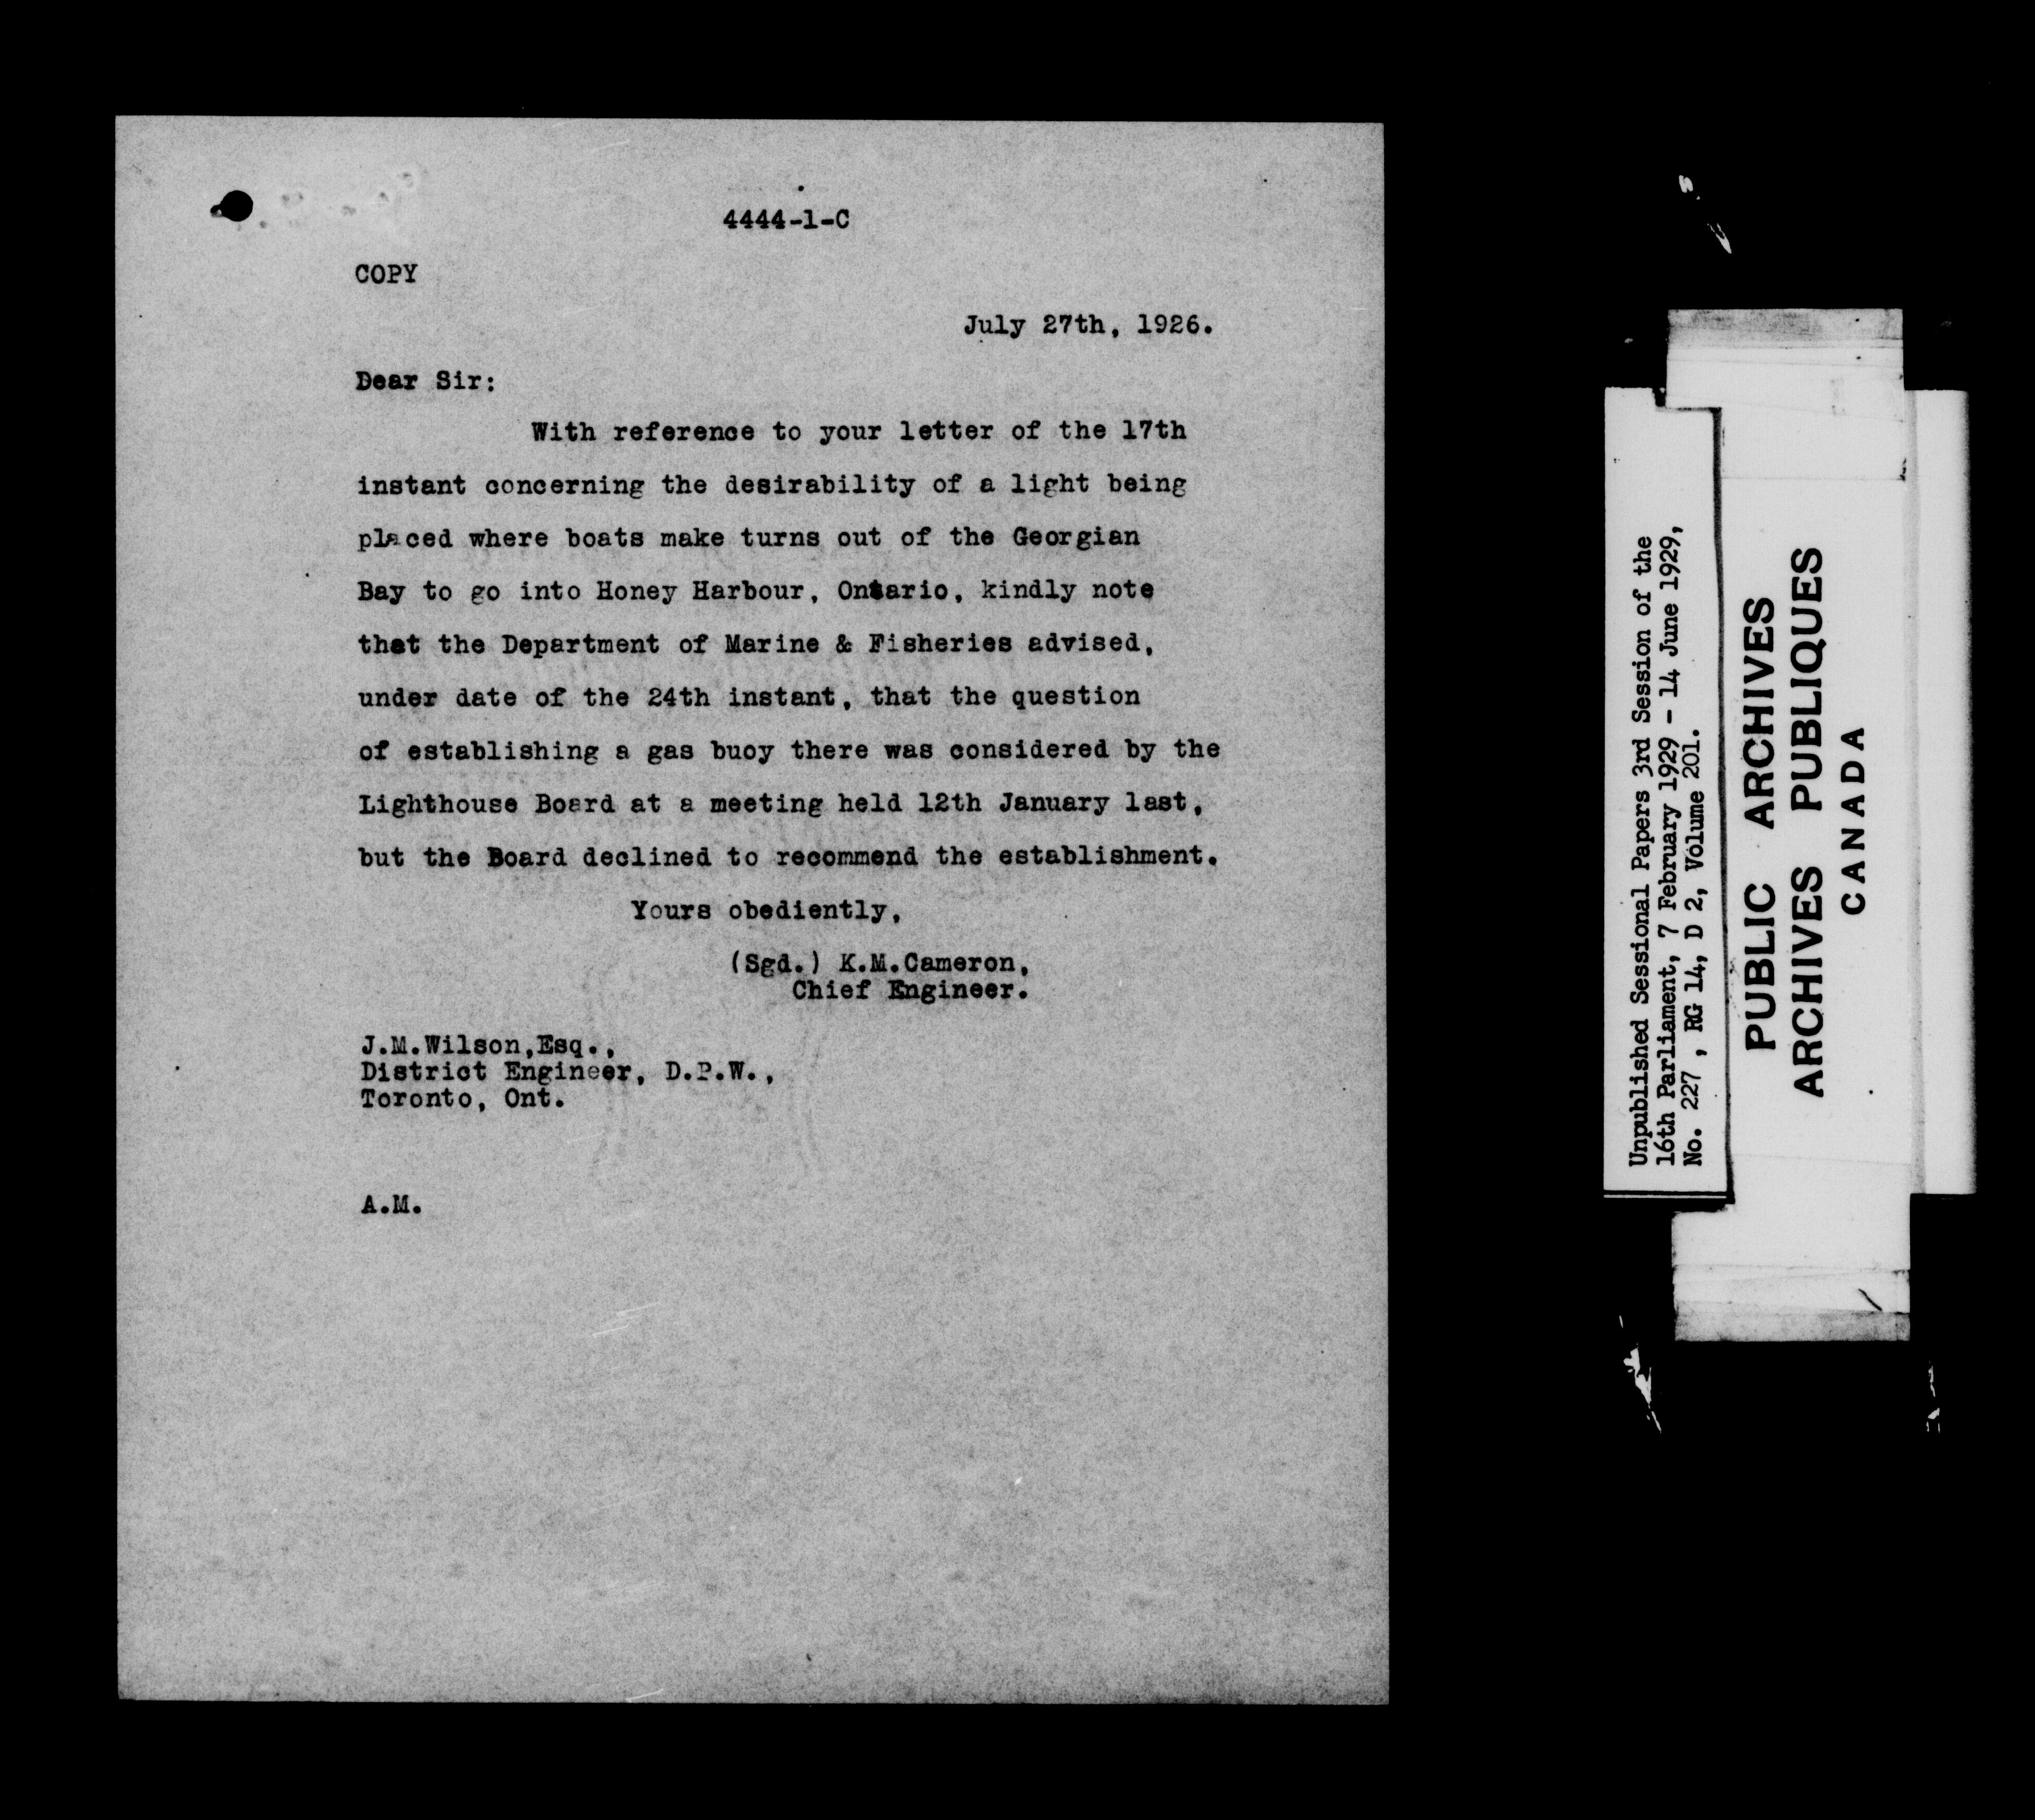 4444-1-C
COPY
July 27th, 1926.
Dear Sir:
With reference to your letter of the 17th
instant concerning the desirability of a light being
placed where boats make turns out of the Georgian
Bay to go into Honey Harbour, Ontario, kindly note
that the Department of Marine & Fisheries advised,
under date of the 24th instant, that the question
of establishing a gas buoy there was considered by the
Lighthouse Board at a meeting held 12th January last,
but the Board declined to recommend the establishment.
Yours obediently,
(Sgd.) K.M.Cameron,
Chief Engineer.
J.M.Wilson,Esq.,
District Engineer, D.P.W.,
Toronto, Ont.
A.M.
Unpublished Sessional Papers 3rd Session of the
16th Parliament, 7 February 1929 - 14 June 1929,
No. 227 , RG 14, D 2, Volume 201.
PUBLIC ARCHIVES
ARCHIVES PUBLIQUES
CANADA